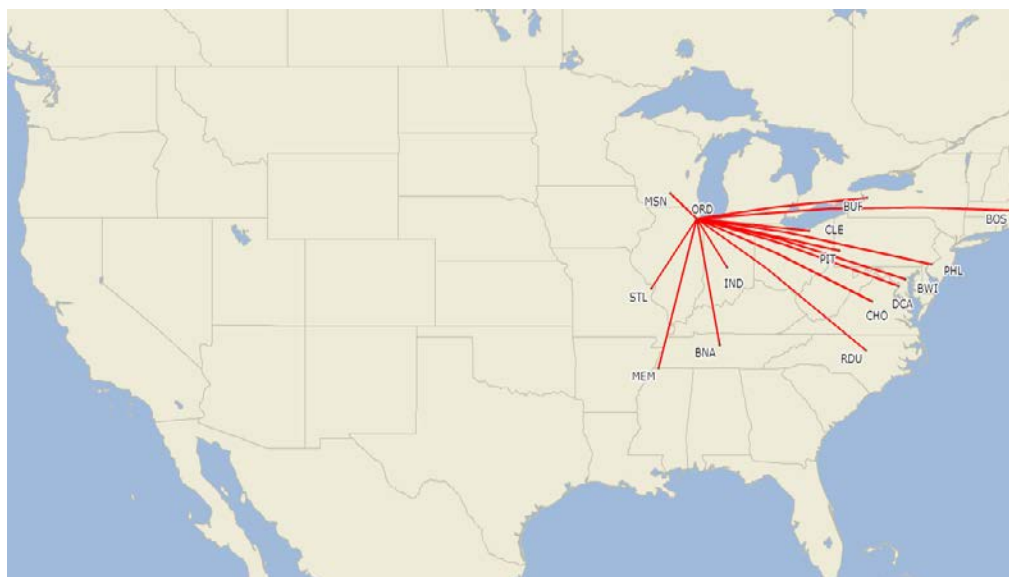 MSN
ORD
BUF
BOS
CLE
PIT
PHL
IND
BWI
STL
DCA
CHO
BNA
RDU
MEM